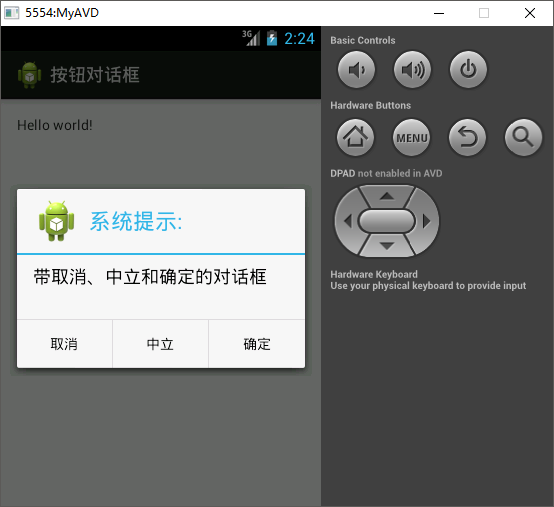 5554:MyAVD
3G 2:24
按钮对话框
Hello world!
系统提示:
带取消、中立和确定的对话框
取消 中立 确定
Basic Controls
Hardware Buttons
MENU
DPAD not enabled in AVD
Hardware Keyboard
Use your physical keyboard to provide input